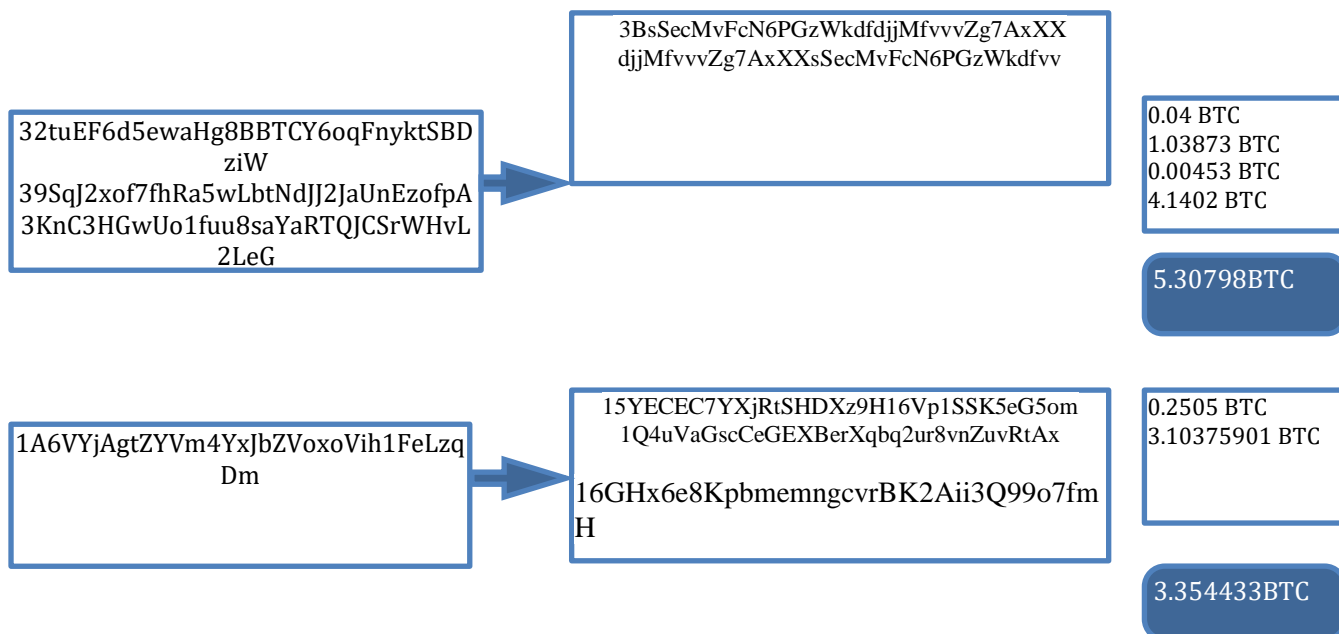 3BsSecMvFcN6PGzWkdfdjjMfvvvZg7AxXX
djjMfvvvZg7AxXXsSecMvFcN6PGzWkdfvv
32tuEF6d5ewaHg8BBTCY6oqFnyktSBD
ziW
39SqJ2xof7fhRa5wLbtNdJJ2JaUnEzofpA
3KnC3HGwUo1fuu8saYaRTQJCSrWHvL
2LeG
0.04 BTC
1.03873 BTC
0.00453 BTC
4.1402 BTC
5.30798BTC
1A6VYjAgtZYVm4YxJbZVoxoVih1FeLzq
Dm
15YECEC7YXjRtSHDXz9H16Vp1SSK5eG5om
1Q4uVaGscCeGEXBerXqbq2ur8vnZuvRtAx
16GHx6e8KpbmemngcvrBK2Aii3Q99o7fm
H
0.2505 BTC
3.10375901 BTC
3.354433BTC